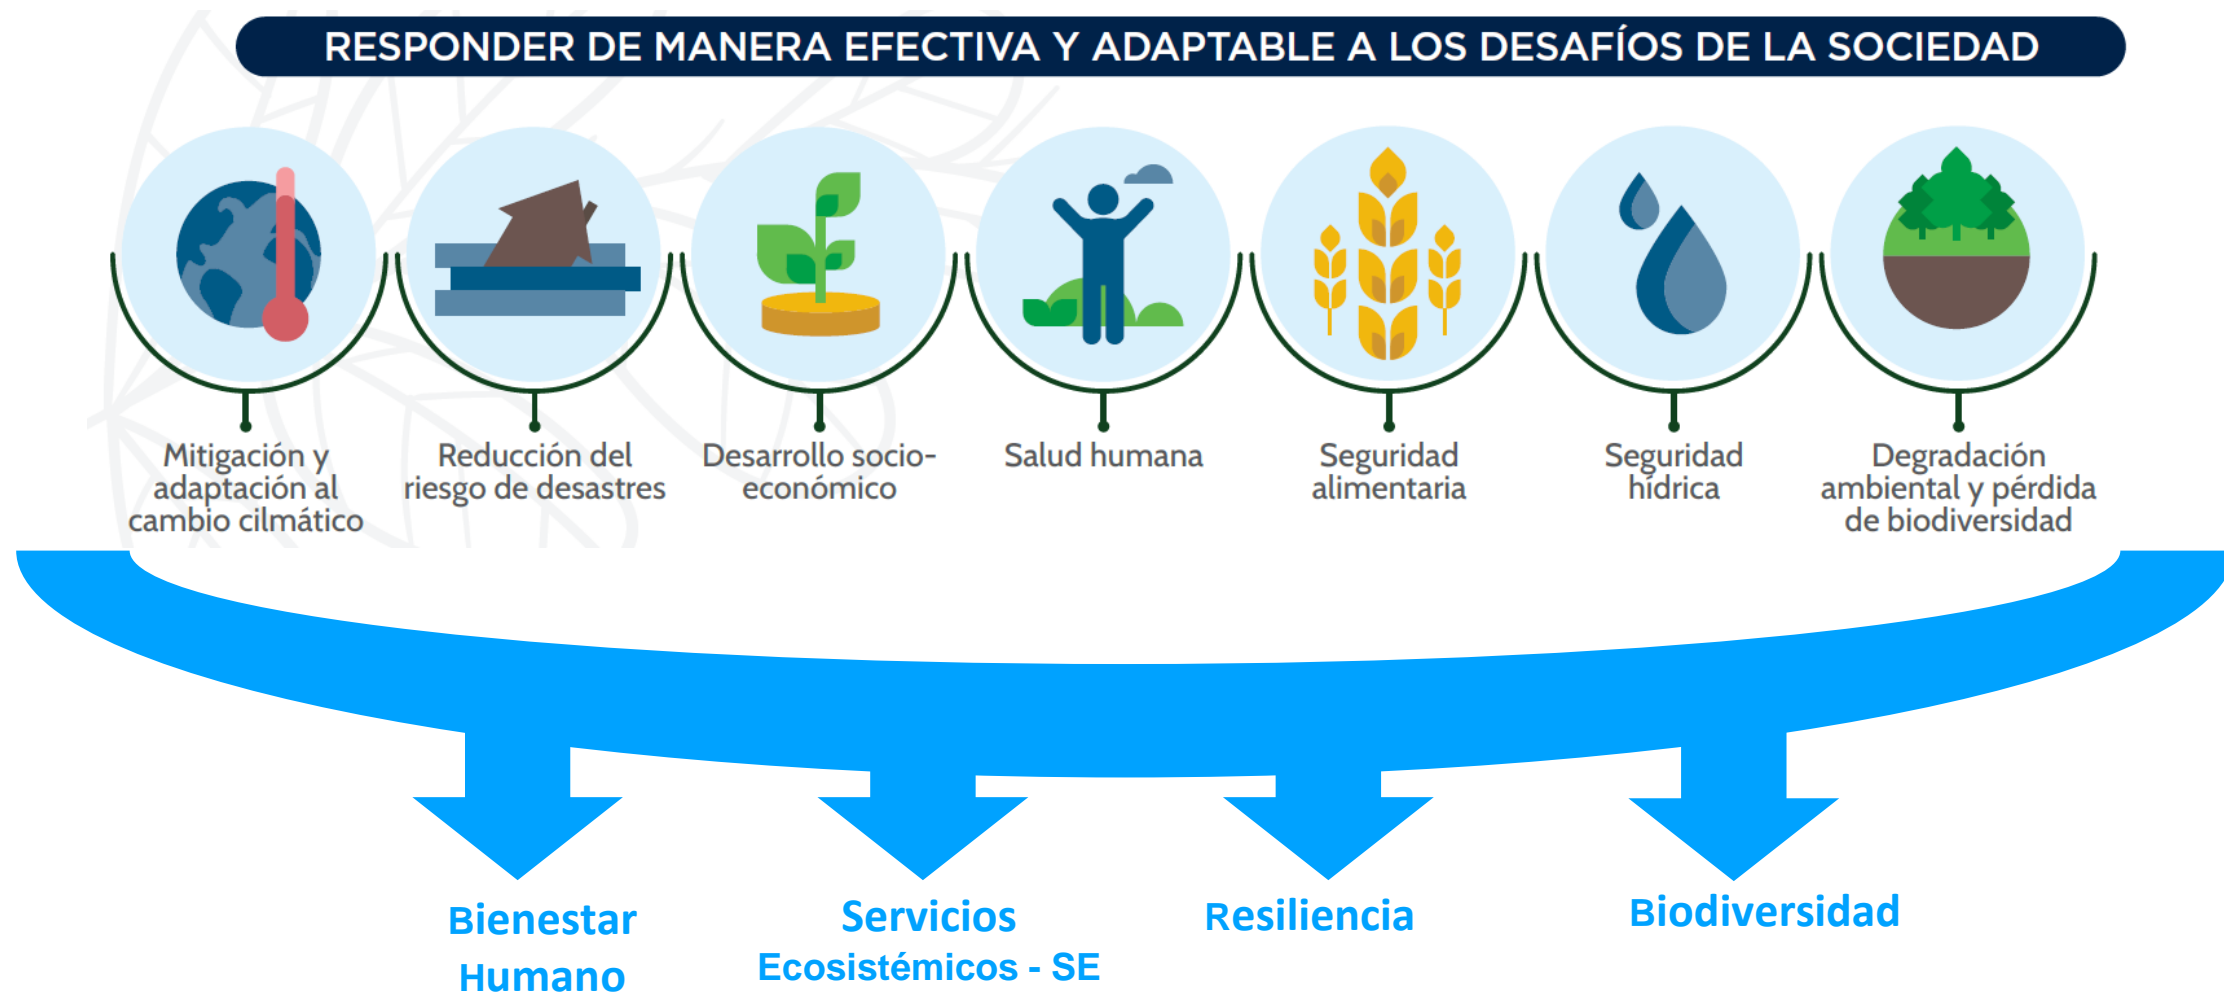 RESPONDER DE MANERA EFECTIVA Y ADAPTABLE A LOS DESAFÍOS DE LA SOCIEDAD
Mitigación y
adaptación al
cambio cilmático
Reducción del
riesgo de desastres
Desarrollo socio-
económico
Salud humana
Seguridad
alimentaria
Seguridad
hídrica
Degradación
ambiental y pérdida
de biodiversidad
Bienestar
Humano
Servicios
Ecosistémicos - SE
Resiliencia
Biodiversidad